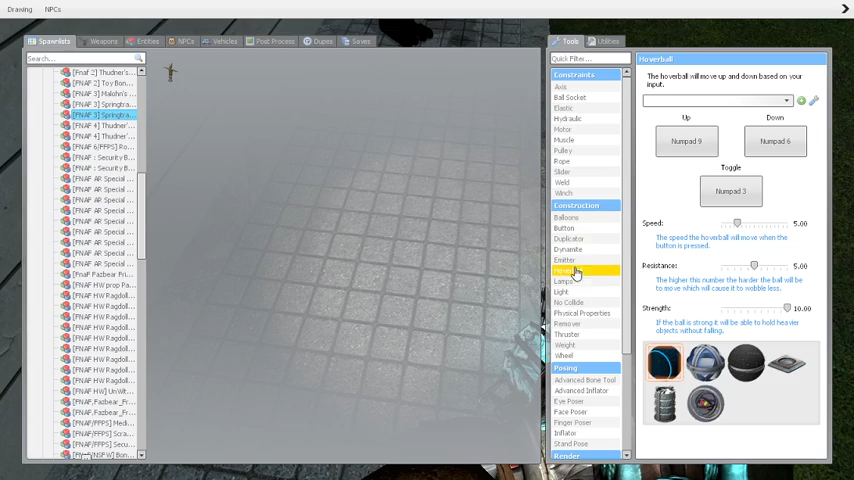 Drawing NPCs
Spawnlists Weapons Entities NPCs Vehicles Post Process Dupes Saves
Search...
[Fnaf 2] Thudner's...
[FNAF 2] Toy Bon...
[FNAF 3] Malohn's ...
[FNAF 3] Springtra...
[FNAF 3] Springtra...
[FNAF 4] Thudner'...
[FNAF 4] Thudner'...
[FNAF 6/FFPS] Ro...
[FNAF : Security B...
[FNAF : Security B...
[FNAF AR Special ...
[FNAF AR Special ...
[FNAF AR Special ...
[FNAF AR Special ...
[FNAF AR Special ...
[FNAF AR Special ...
[FNAF AR Special ...
[FNAF AR Special ...
[FNAF AR Special ...
[Fnaf Fazbear Fri...
[FNAF HW prop Pa...
[FNAF HW Ragdoll...
[FNAF HW Ragdoll...
[FNAF HW Ragdoll...
[FNAF HW Ragdoll...
[FNAF HW Ragdoll...
[FNAF HW Ragdoll...
[FNAF HW Ragdoll...
[FNAF HW Ragdoll...
[FNAF HW] UnWit...
[FNAF, Fazbear_Fr...
[FNAF, Fazbear_Fr...
[FNAF/FFPS] Medi...
[FNAF/FFPS] Scra...
[FNAF/FFPS] Secu...
[FNAF/NSFW] Bon...
Tools Utilities
Quick Filter...
Constraints
Axis
Ball Socket
Elastic
Hydraulic
Motor
Muscle
Pulley
Rope
Slider
Weld
Winch
Construction
Balloons
Button
Duplicator
Dynamite
Emitter
Lamps
Light
No Collide
Physical Properties
Remover
Thruster
Weight
Wheel
Posing
Advanced Bone Tool
Advanced Inflator
Eye Poser
Face Poser
Finger Poser
Inflator
Stand Pose
Render
Hoverball
The hoverball will move up and down based on your
input.
Up Down
Numpad 9 Numpad 6
Toggle
Numpad 3
Speed: 5.00
The speed the hoverball will move when the
button is pressed.
Resistance: 5.00
The higher this number the harder the ball will be
to move which will cause it to wobble less.
Strength: 10.00
If the ball is strong it will be able to hold heavier
objects without falling.